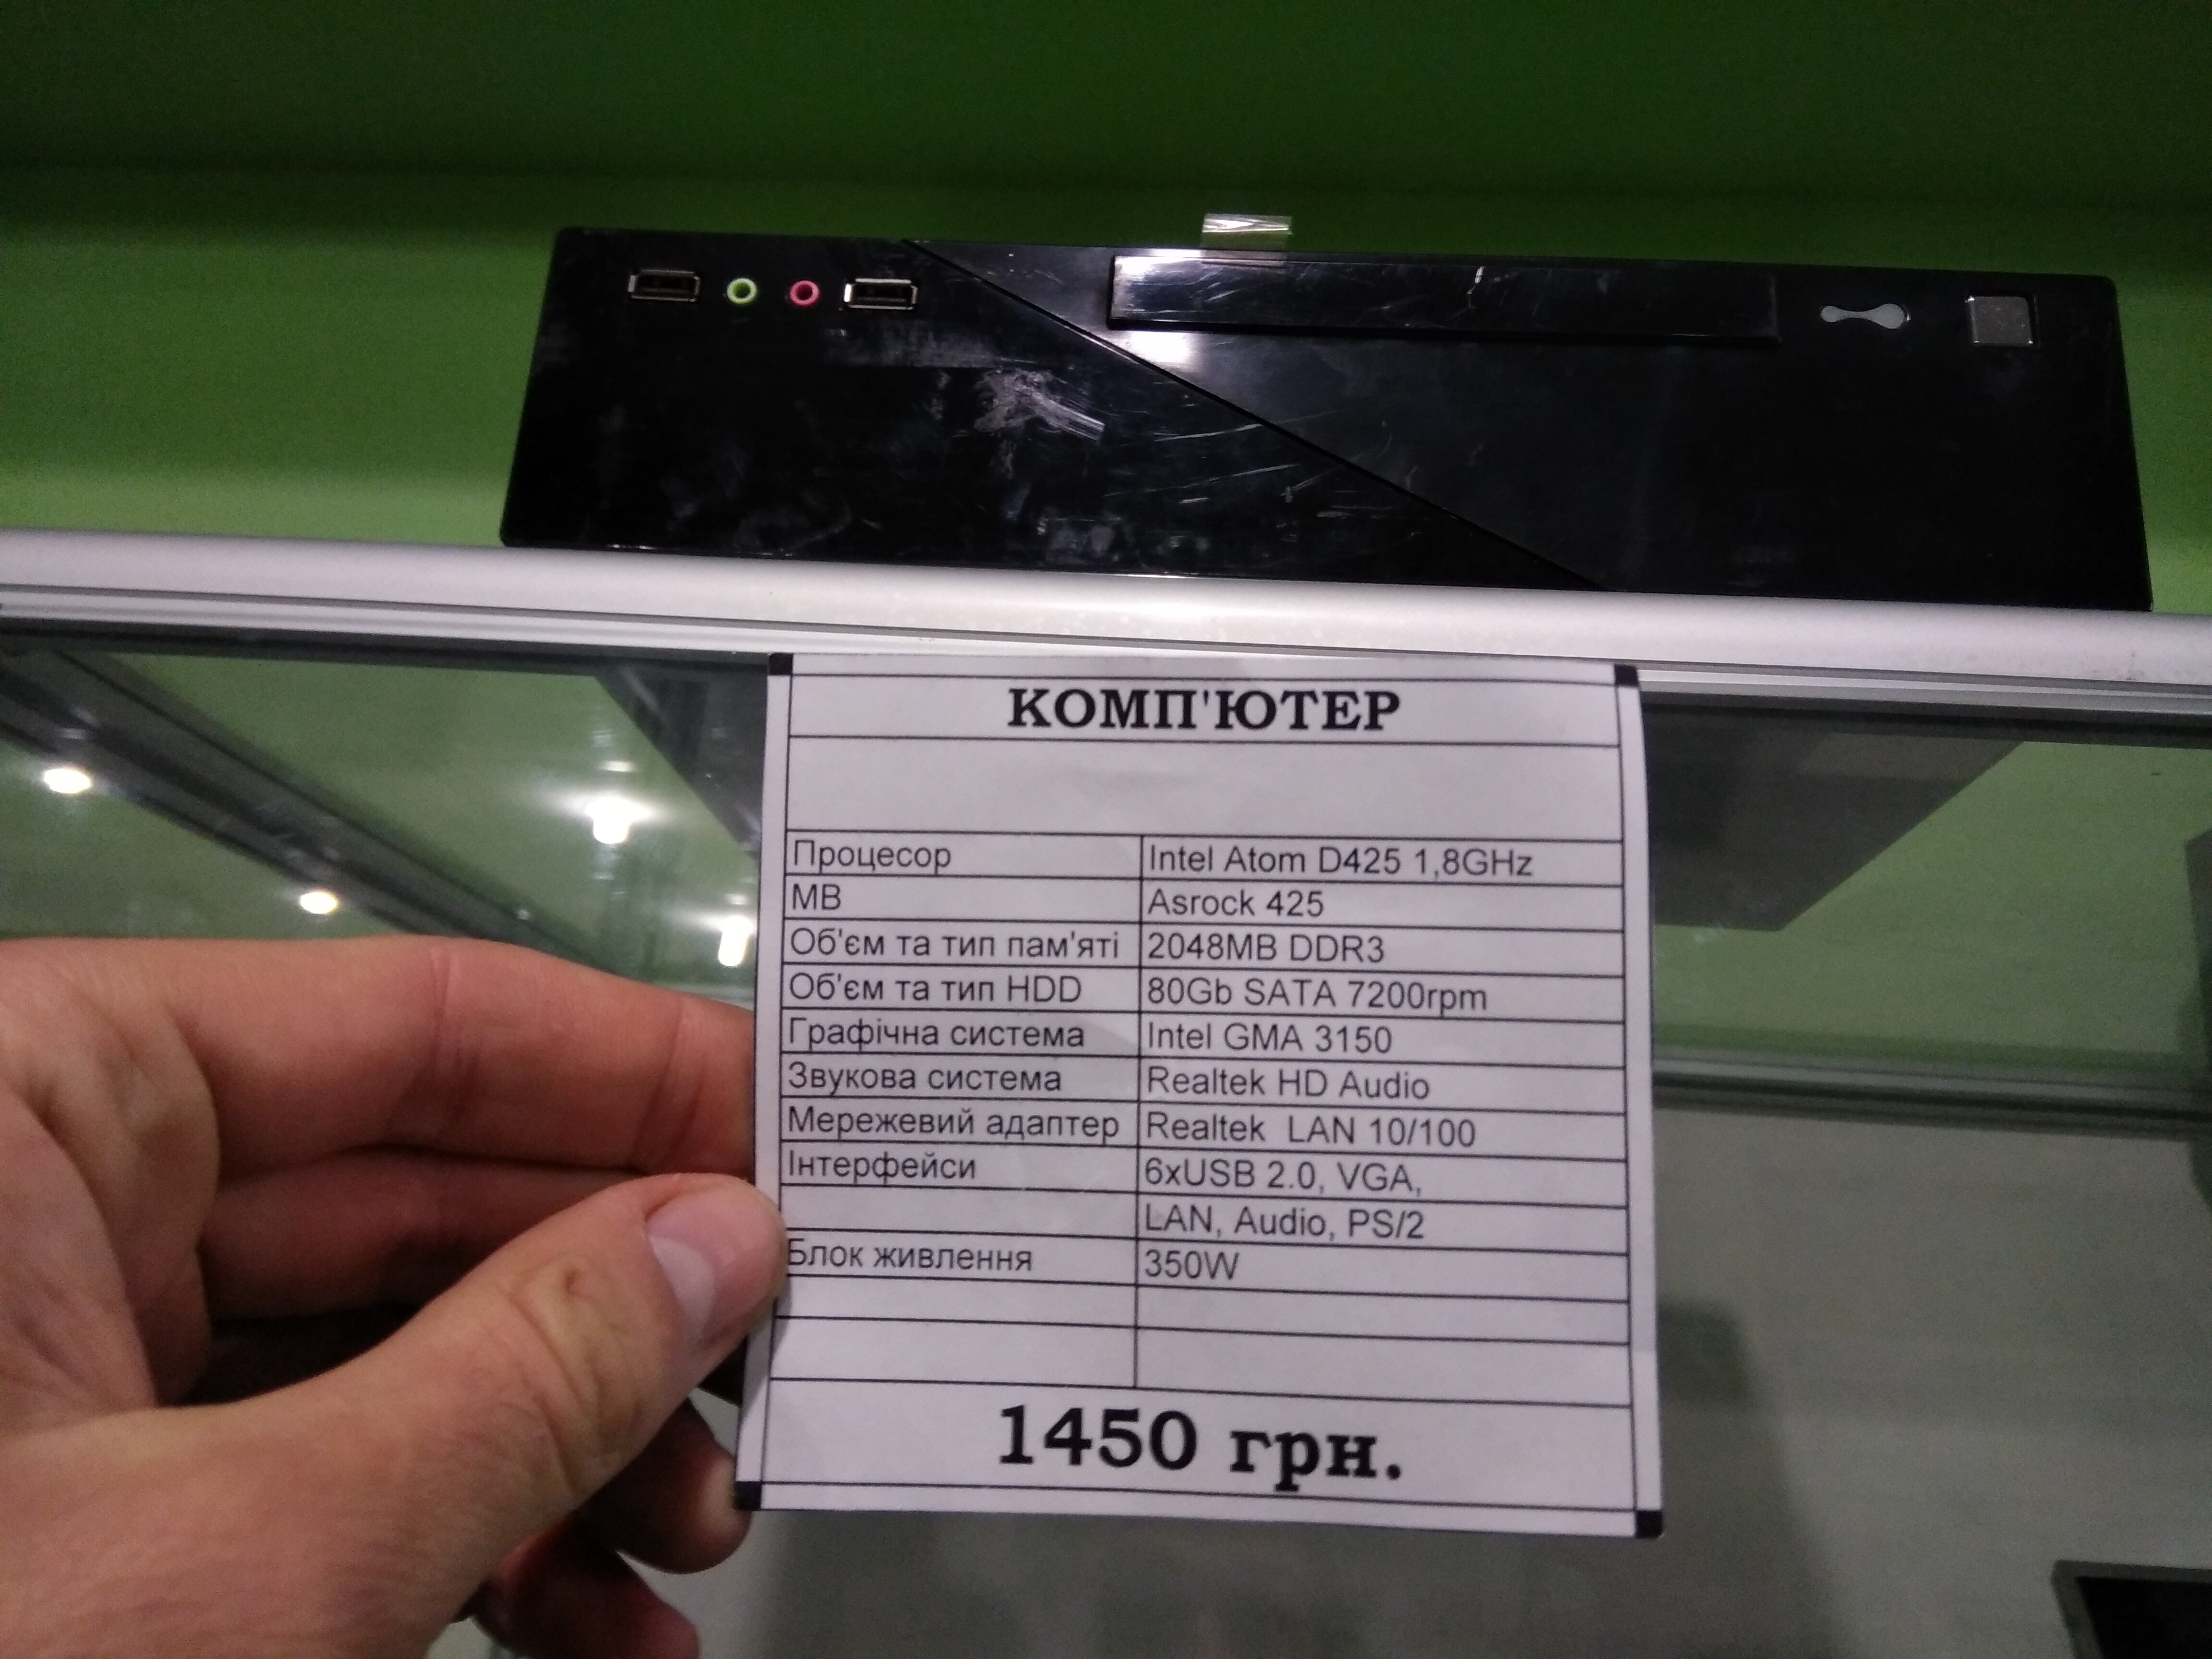 КОМП'ЮТЕР
Процесор Intel Atom D425 1,8GHz
MB Asrock 425
Об'єм та тип пам'яті 2048MB DDR3
Об'єм та тип HDD 80Gb SATA 7200rpm
Графічна система Intel GMA 3150
Звукова система Realtek HD Audio
Мережевий адаптер Realtek LAN 10/100
Інтерфейси 6xUSB 2.0, VGA,
LAN, Audio, PS/2
Блок живлення 350W
1450 грн.